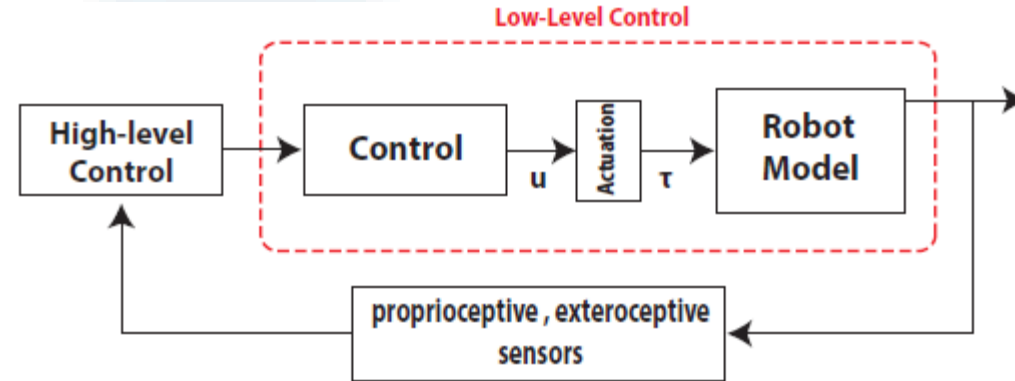 Low-Level Control
High-level
Control
Control
u
Actuation
τ
Robot
Model
proprioceptive , exteroceptive
sensors